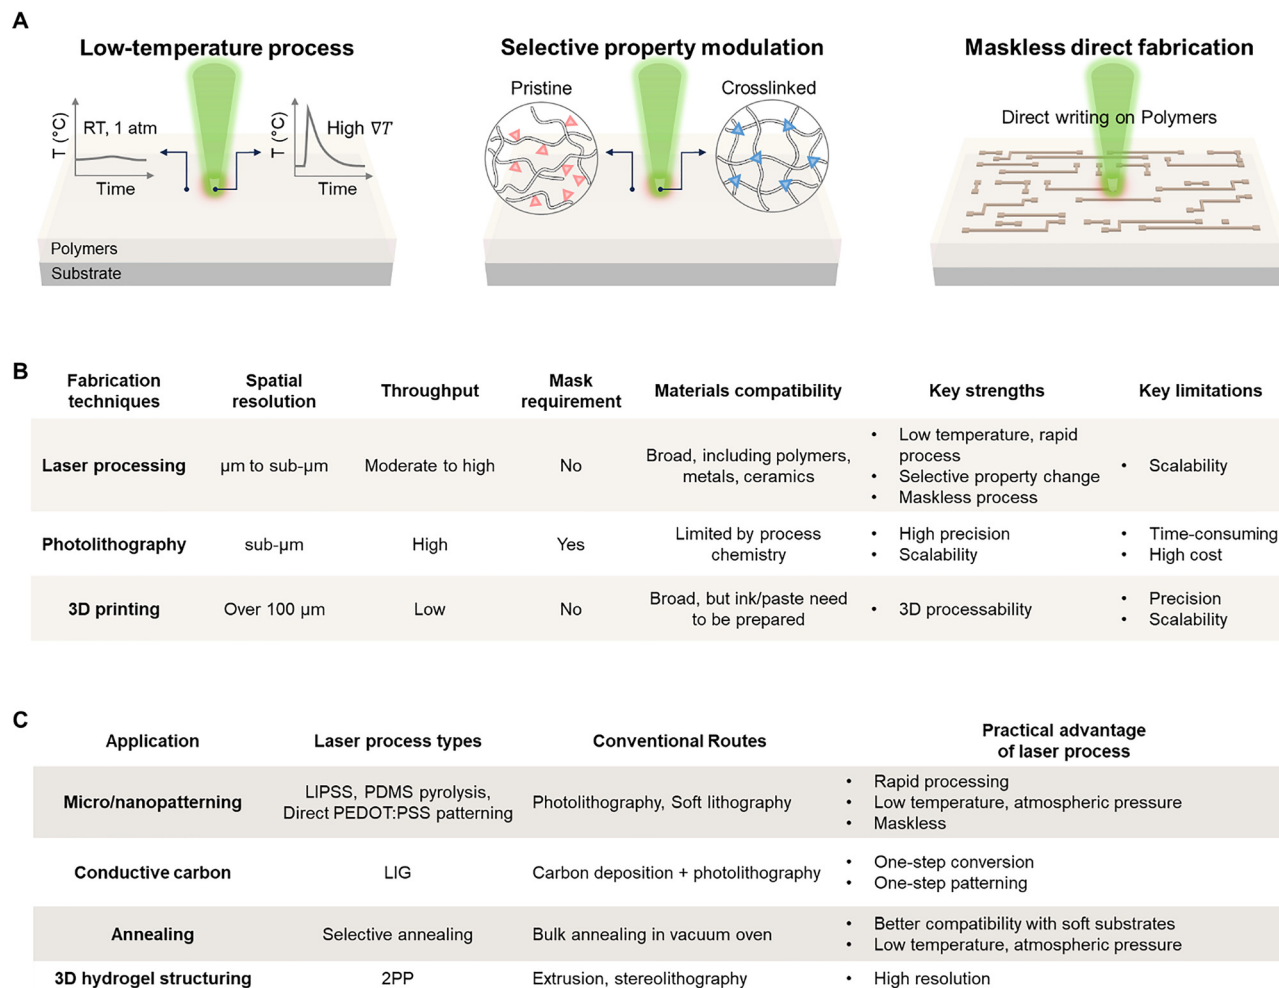 A
Low-temperature process
T (°C)
RT, 1 atm
Time
T (°C)
High ∇T
Time
Polymers
Substrate
Selective property modulation
Pristine
Crosslinked
Maskless direct fabrication
Direct writing on Polymers
B
Fabrication techniques
Spatial resolution
Throughput
Mask requirement
Materials compatibility
Key strengths
Key limitations
Laser processing
µm to sub-µm
Moderate to high
No
Broad, including polymers,
metals, ceramics
• Low temperature, rapid
process
• Selective property change
• Maskless process
• Scalability
Photolithography
sub-µm
High
Yes
Limited by process
chemistry
• High precision
• Scalability
• Time-consuming
• High cost
3D printing
Over 100 µm
Low
No
Broad, but ink/paste need
to be prepared
• 3D processability
• Precision
• Scalability
C
Application
Laser process types
Conventional Routes
Practical advantage
of laser process
Micro/nanopatterning
LIPSS, PDMS pyrolysis,
Direct PEDOT:PSS patterning
Photolithography, Soft lithography
• Rapid processing
• Low temperature, atmospheric pressure
• Maskless
Conductive carbon
LIG
Carbon deposition + photolithography
• One-step conversion
• One-step patterning
Annealing
Selective annealing
Bulk annealing in vacuum oven
• Better compatibility with soft substrates
• Low temperature, atmospheric pressure
3D hydrogel structuring
2PP
Extrusion, stereolithography
• High resolution